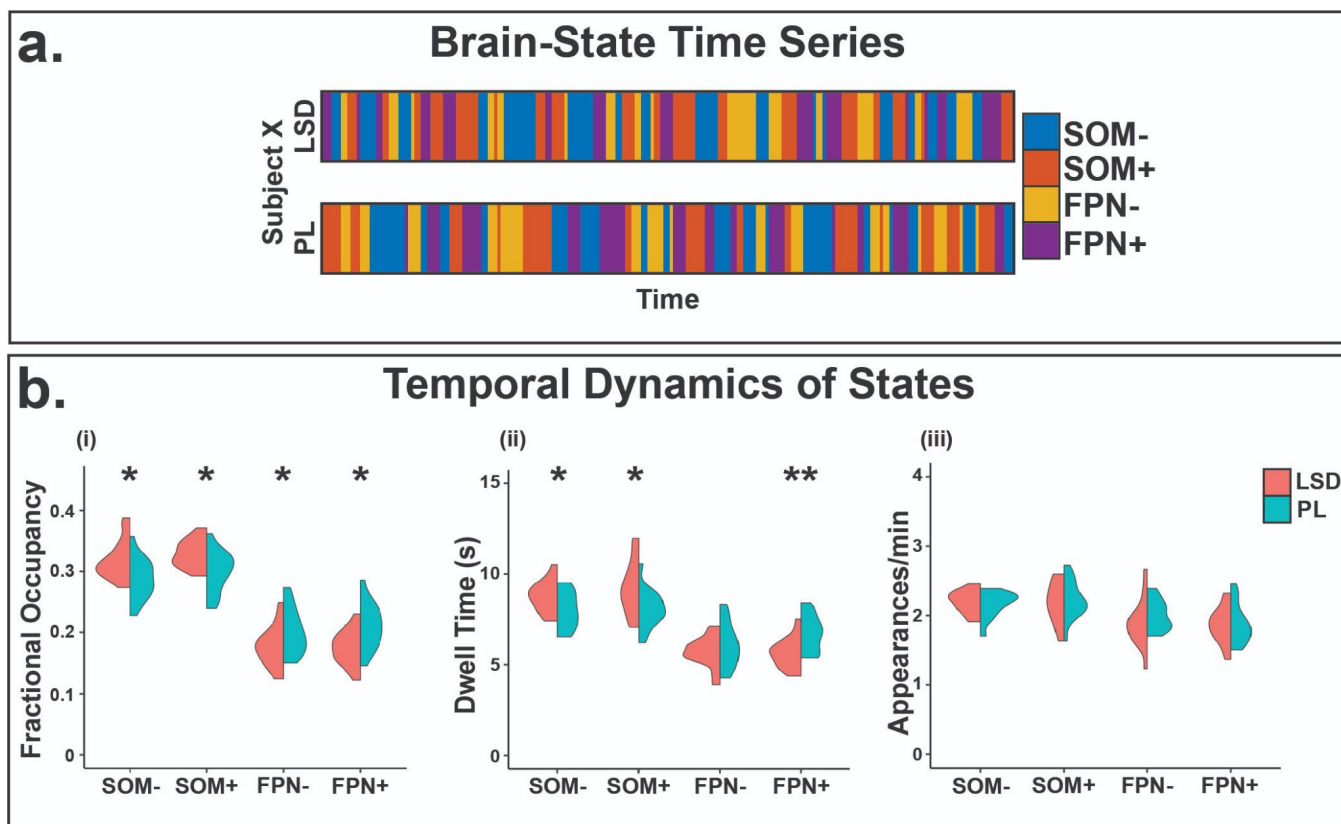 a.
Brain-State Time Series
Subject X
LSD
PL
Time
SOM-
SOM+
FPN-
FPN+
b.
Temporal Dynamics of States
(i)
* * * *
Fractional Occupancy
0.4
0.3
0.2
0.1
0
SOM- SOM+ FPN- FPN+
(ii)
* * **
Dwell Time (s)
15
10
5
0
SOM- SOM+ FPN- FPN+
(iii)
Appearances/min
4
3
2
1
0
SOM- SOM+ FPN- FPN+
LSD
PL